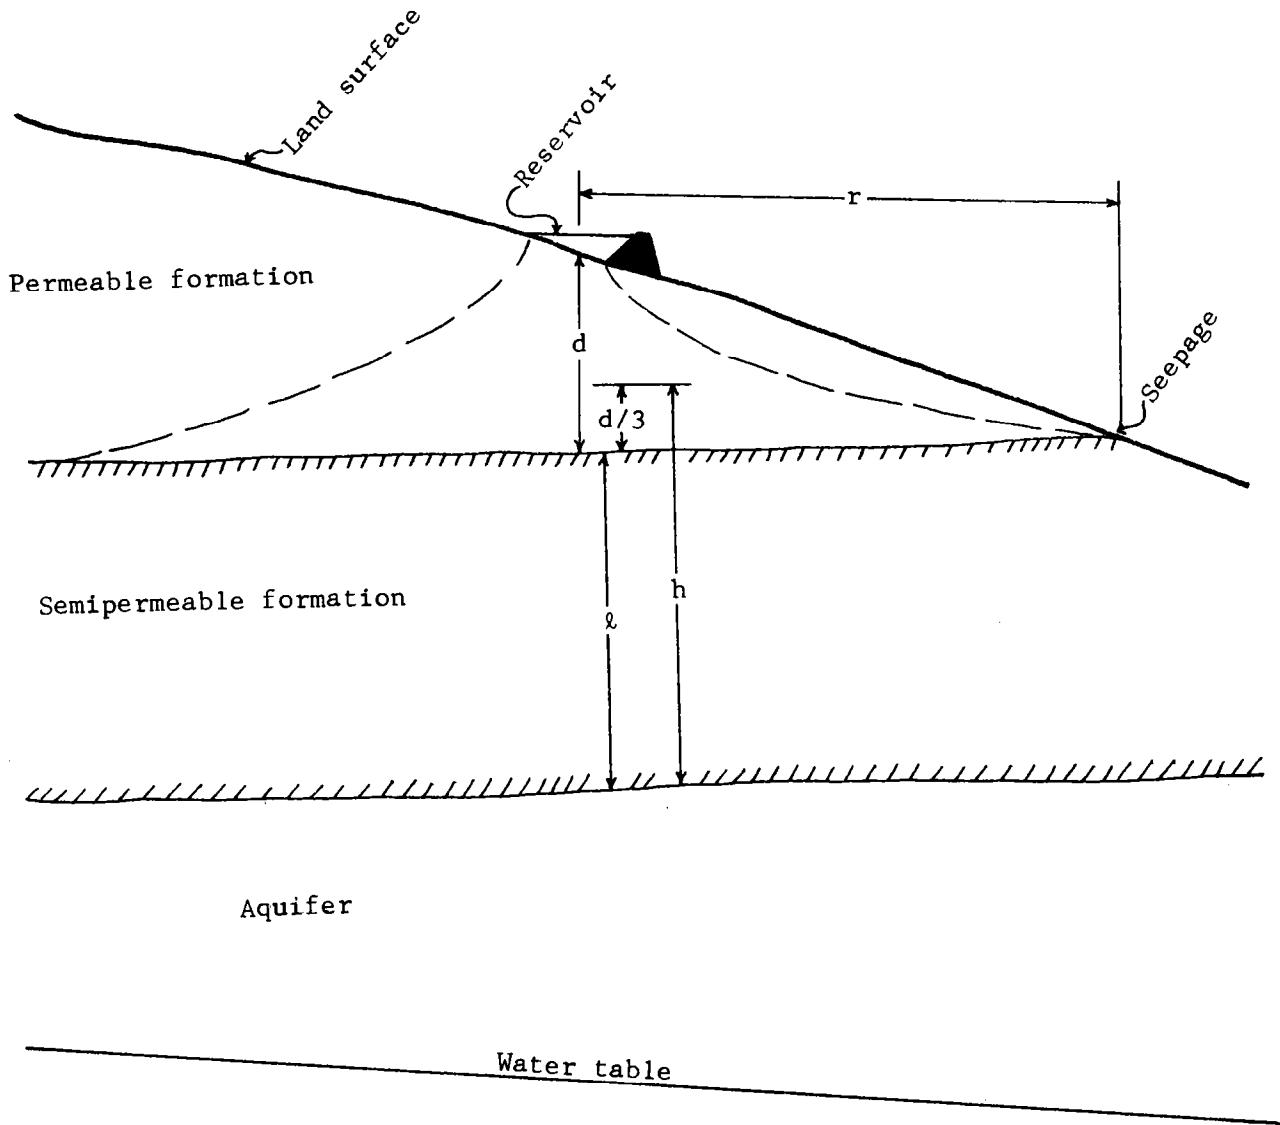 Land surface
Reservoir
r
Permeable formation
d
Seepage
d/3
h
Semipermeable formation
ℓ
Aquifer
Water table